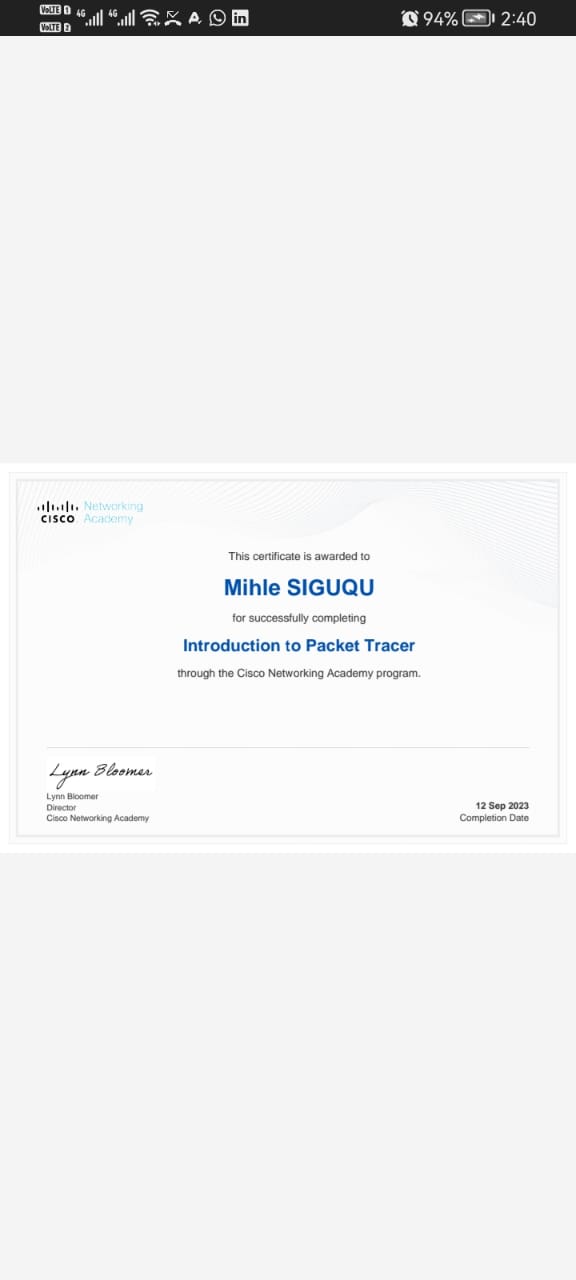 VoLTE 1 4G 4G 94% 2:40
VoLTE 2
Networking
CISCO Academy
This certificate is awarded to
Mihle SIGUQU
for successfully completing
Introduction to Packet Tracer
through the Cisco Networking Academy program.
Lynn Bloomer
Lynn Bloomer
Director
Cisco Networking Academy
12 Sep 2023
Completion Date